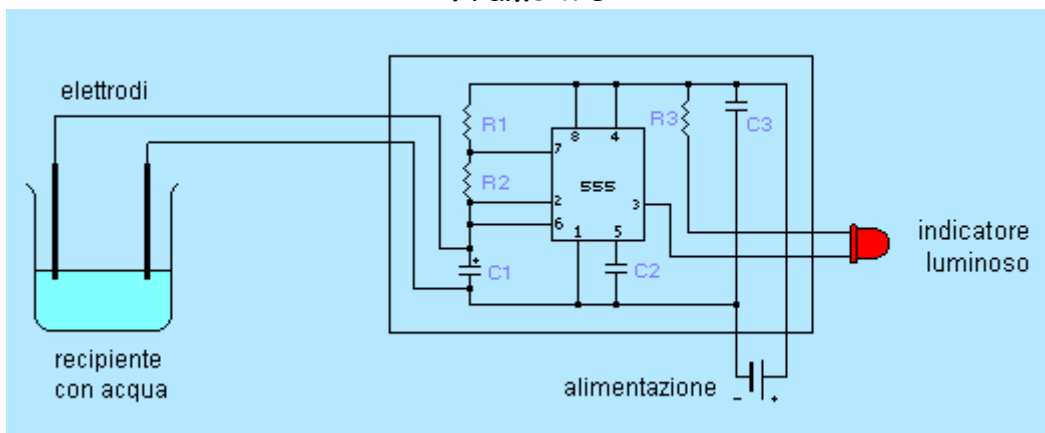 elettrodi
R1
8
4
R3
C3
7
R2
555
2
3
6
1
5
indicatore
luminoso
+
C1
C2
recipiente
con acqua
alimentazione
- +